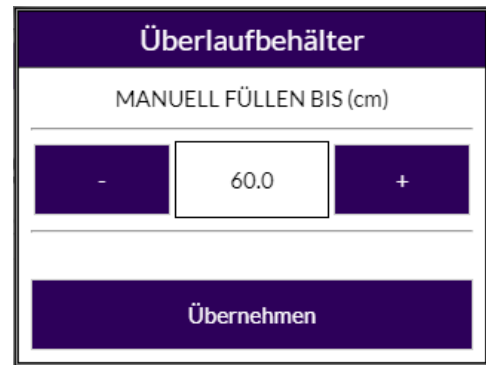 Überlaufbehälter
MANUELL FÜLLEN BIS (cm)
- 60.0 +
Übernehmen